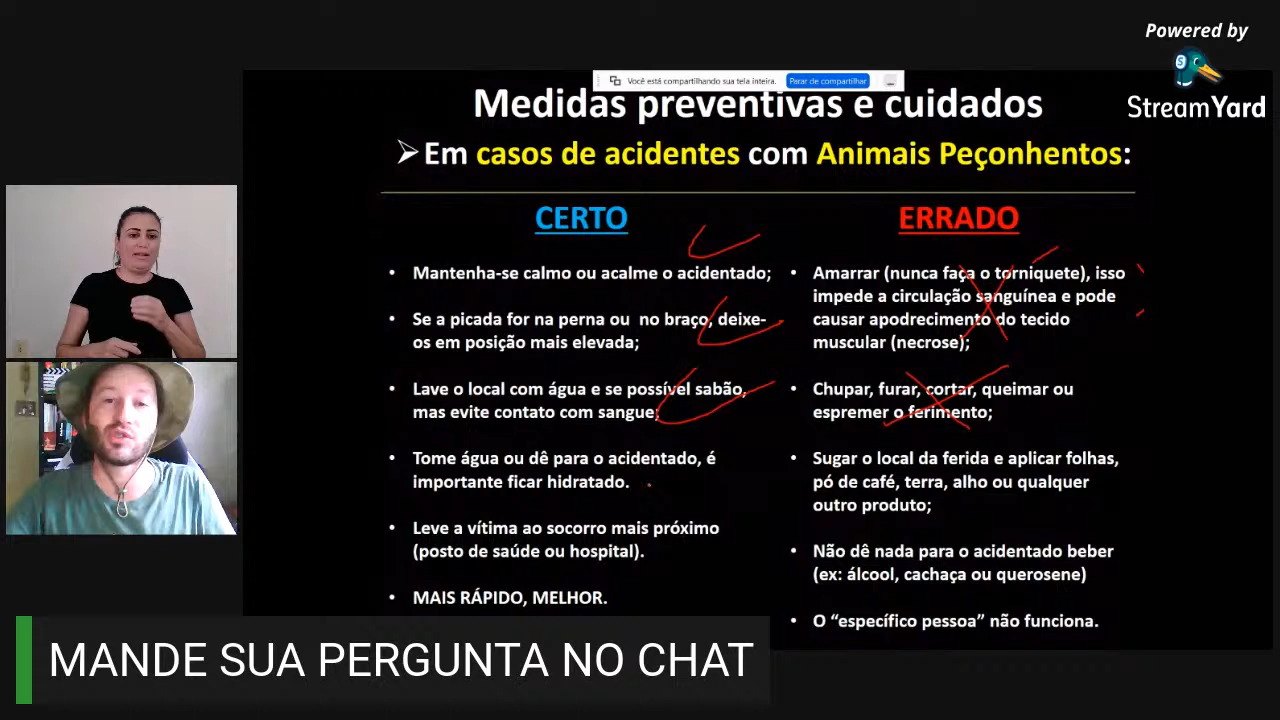 Powered by
StreamYard
Você está compartilhando sua tela inteira.
Parar de compartilhar
Medidas preventivas e cuidados
Em casos de acidentes com Animais Peçonhentos:
CERTO
• Mantenha-se calmo ou acalme o acidentado;
• Se a picada for na perna ou no braço, deixe-
os em posição mais elevada;
• Lave o local com água e se possível sabão,
mas evite contato com sangue;
• Tome água ou dê para o acidentado, é
importante ficar hidratado.
• Leve a vítima ao socorro mais próximo
(posto de saúde ou hospital).
• MAIS RÁPIDO, MELHOR.
ERRADO
• Amarrar (nunca faça o torniquete), isso
impede a circulação sanguínea e pode
causar apodrecimento do tecido
muscular (necrose);
• Chupar, furar, cortar, queimar ou
espremer o ferimento;
• Sugar o local da ferida e aplicar folhas,
pó de café, terra, alho ou qualquer
outro produto;
• Não dê nada para o acidentado beber
(ex: álcool, cachaça ou querosene)
• O “específico pessoa” não funciona.
MANDE SUA PERGUNTA NO CHAT